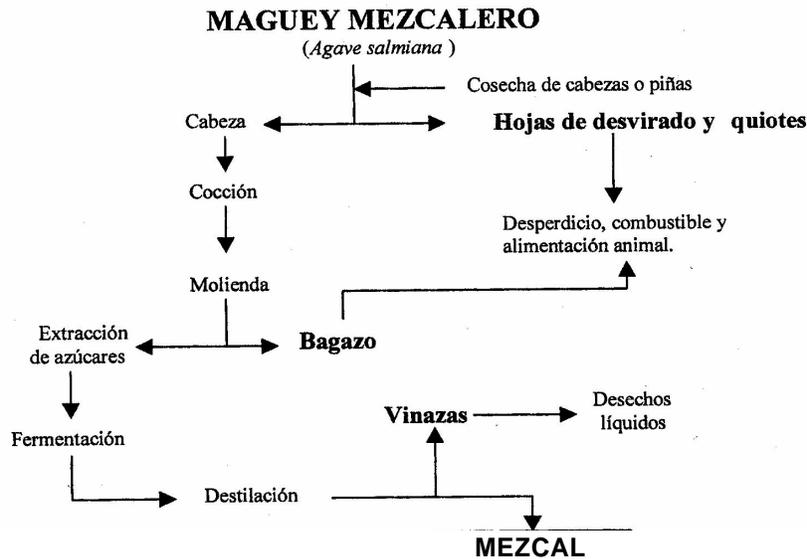 MAGUEY MEZCALERO
(Agave salmiana )
Cosecha de cabezas o piñas
Cabeza
Hojas de desvirado y quiotes
Cocción
Desperdicio, combustible y
alimentación animal.
Molienda
Extracción
de azúcares
Bagazo
Vinazas
Desechos
líquidos
Fermentación
Destilación
MEZCAL